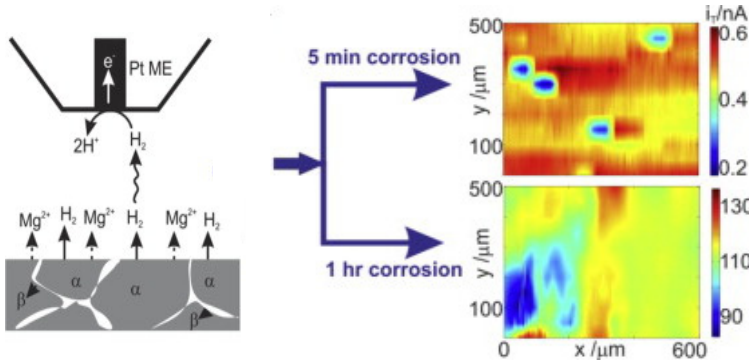 e⁻
Pt ME
2H⁺
H₂
Mg²⁺ H₂ Mg²⁺ H₂ Mg²⁺ H₂
α α α
β β
5 min corrosion
1 hr corrosion
i_T/nA
500
y /μm
100
0.6
0.4
0.2
500
y /μm
100
0 x /μm 600
130
110
90